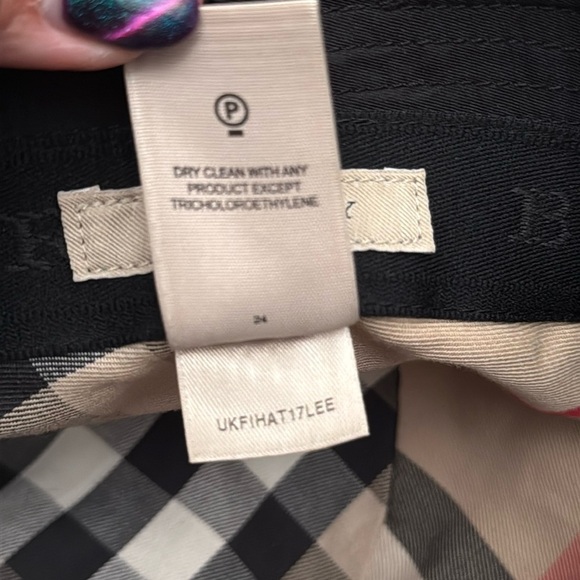 P
DRY CLEAN WITH ANY
PRODUCT EXCEPT
TRICHOLOROETHYLENE
24
UKFIHAT17LEE
B